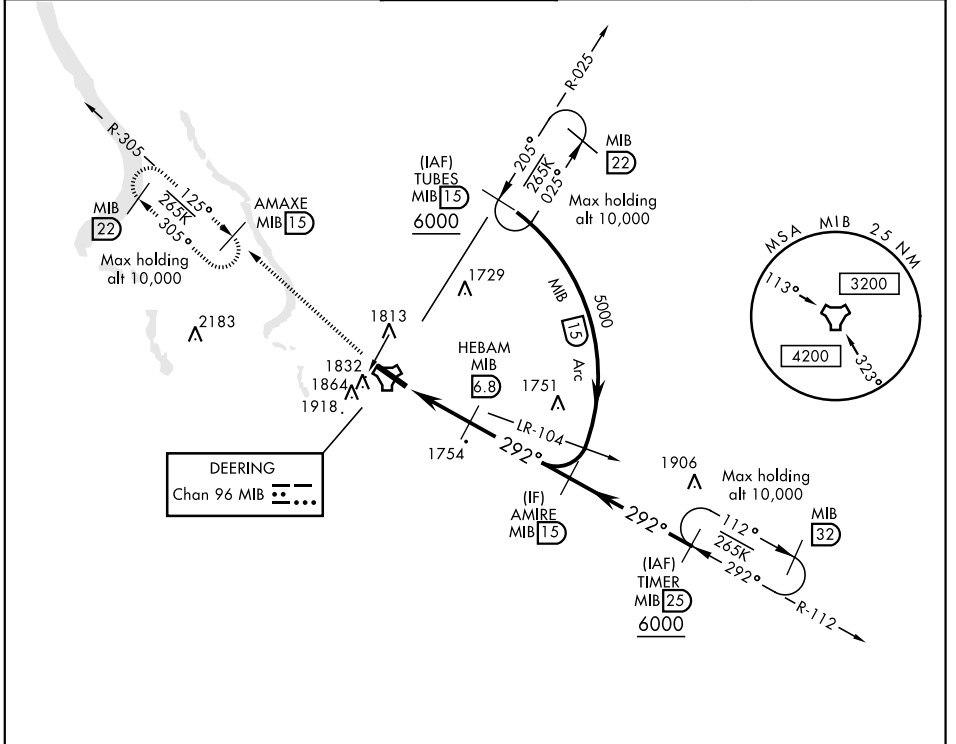 R-025
R-305
205°
265K
025°
MIB
22
(IAF)
TUBES
MIB 15
6000
Max holding
alt 10,000
125°
265K
305°
AMAXE
MIB 15
MIB
22
Max holding
alt 10,000
MSA MIB 25 NM
113°
3200
4200
323°
1729
MIB
15
Arc
5000
2183
1813
HEBAM
MIB
6.8
1832
1864
1918
1751
LR-104
1754
292°
DEERING
Chan 96 MIB
1906
Max holding
alt 10,000
(IF)
AMIRE
MIB 15
292°
112°
265K
292°
MIB
32
(IAF)
TIMER
MIB 25
6000
R-112